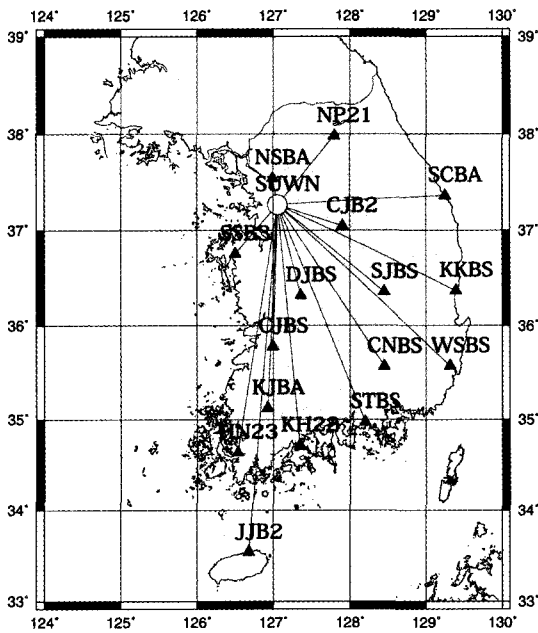 124° 125° 126° 127° 128° 129° 130°
39° 39°
NP21
38° 38°
NSBA
SUWN
SCBA
CJB2
37° 37°
SSBS
DJBS SJBS KKBS
36° 36°
CJBS
CNBS WSBS
KJBA
STBS
35° 35°
KH22
34° 34°
JJB2
33° 33°
124° 125° 126° 127° 128° 129° 130°